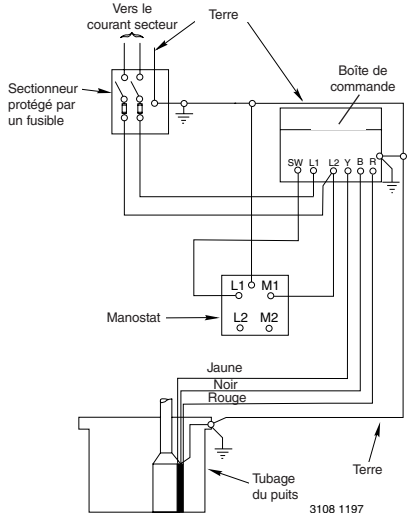 Vers le
courant secteur
Terre
Boîte de
commande
Sectionneur
protégé par
un fusible
SW L1 L2 Y B R
L1 M1
Manostat
L2 M2
Jaune
Noir
Rouge
Tubage
du puits
Terre
3108 1197